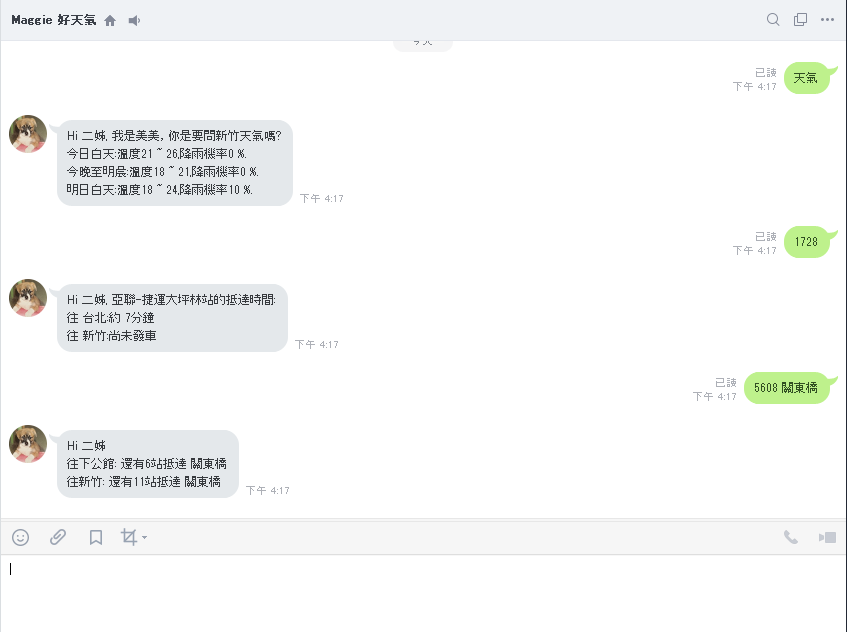 Maggie 好天氣
今天
天氣
已讀
下午 4:17
Hi 二姊, 我是美美, 你是要問新竹天氣嗎?
今日白天:溫度21 ~ 26,降雨機率0 %.
今晚至明晨:溫度18 ~ 21,降雨機率0 %.
明日白天:溫度18 ~ 24,降雨機率10 %.
下午 4:17
已讀
下午 4:17
1728
Hi 二姊, 亞聯-捷運大坪林站的抵達時間:
往 台北:約 7分鐘
往 新竹:尚未發車
下午 4:17
已讀
下午 4:17
5608 關東橋
Hi 二姊
往下公館: 還有6站抵達 關東橋
往新竹: 還有11站抵達 關東橋
下午 4:17